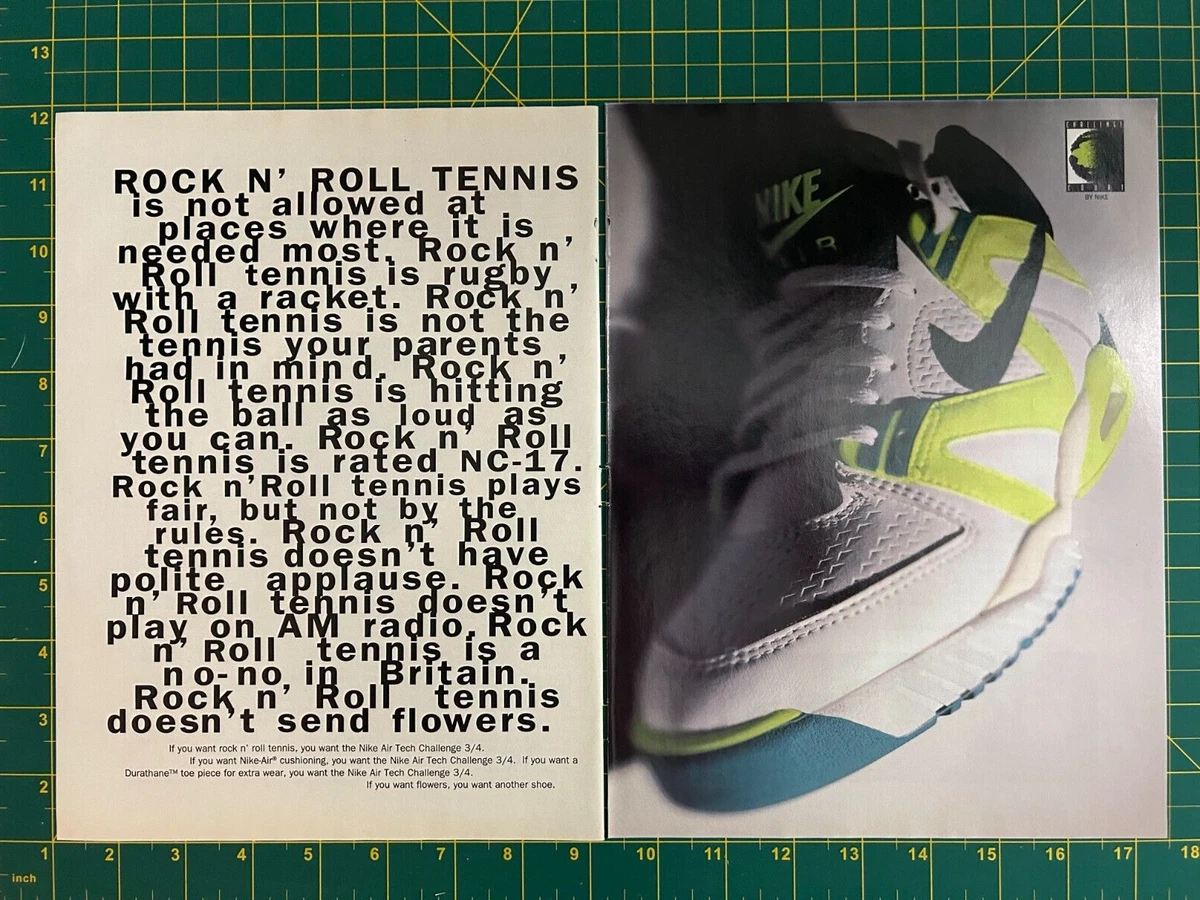 ROCK N' ROLL TENNIS
is not allowed at
places where it is
needed most. Rock n'
Roll tennis is rugby
with a racket. Rock n'
Roll tennis is not the
tennis your parents
had in mind. Rock n'
Roll tennis is hitting
the ball as loud as
you can. Rock n' Roll
tennis is rated NC-17.
Rock n'Roll tennis plays
fair, but not by the
rules. Rock n' Roll
tennis doesn't have
polite applause. Rock
n' Roll tennis doesn't
play on AM radio. Rock
n' Roll tennis is a
no-no in Britain.
Rock n' Roll tennis
doesn't send flowers.
If you want rock n' roll tennis, you want the Nike Air Tech Challenge 3/4.
If you want Nike-Air® cushioning, you want the Nike Air Tech Challenge 3/4. If you want a
Durathane™ toe piece for extra wear, you want the Nike Air Tech Challenge 3/4.
If you want flowers, you want another shoe.
NIKE
AIR
CHALLENGE
COURT
BY NIKE
13
12
11
10
9
8
7
6
5
4
3
2
1
inch
2 3 4 5 6 7 8 9 10 11 12 13 14 15 16 17 18